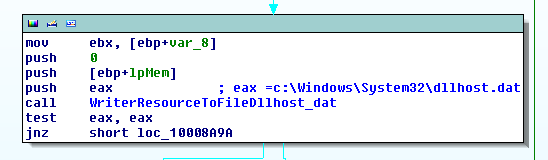 mov ebx, [ebp+var_8]
push 0
push [ebp+lpMem]
push eax ; eax =c:\Windows\System32\dllhost.dat
call WriterResourceToFileDllhost_dat
test eax, eax
jnz short loc_10008A9A